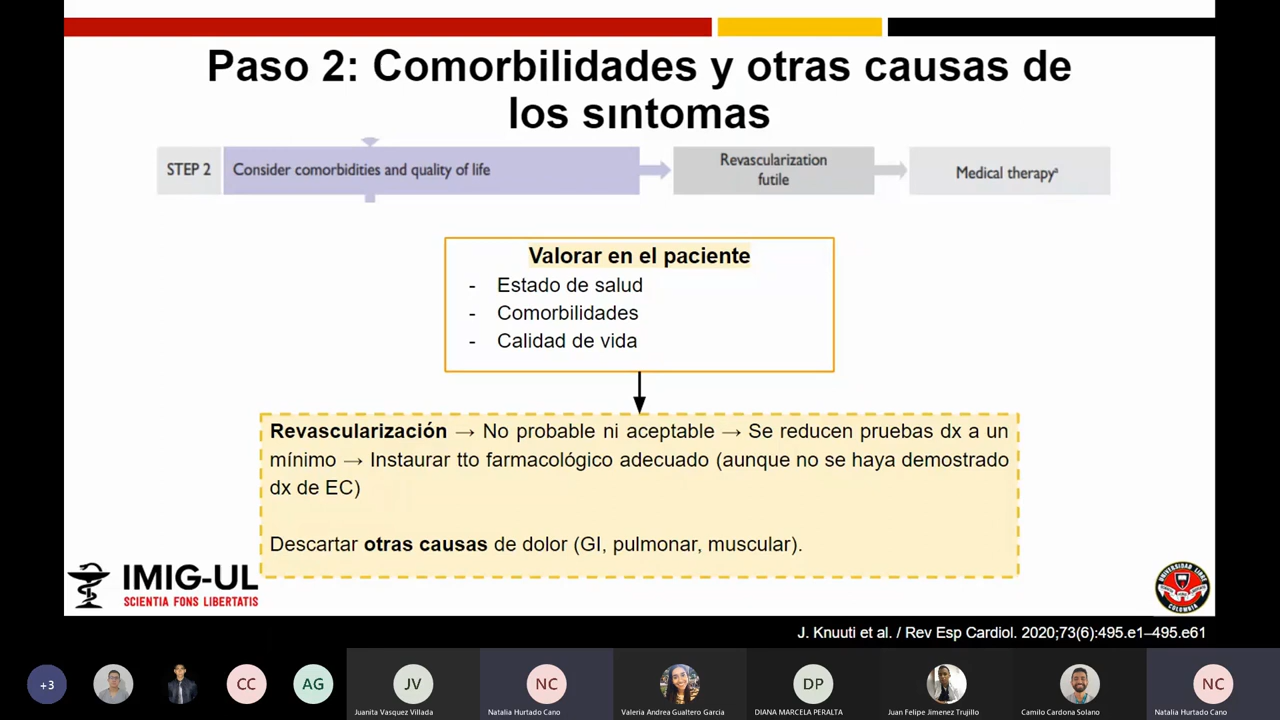 Paso 2: Comorbilidades y otras causas de
los sıntomas
STEP 2
Consider comorbidities and quality of life
Revascularization
futile
Medical therapyᵃ
Valorar en el paciente
- Estado de salud
- Comorbilidades
- Calidad de vida
Revascularización → No probable ni aceptable → Se reducen pruebas dx a un
mínimo → Instaurar tto farmacológico adecuado (aunque no se haya demostrado
dx de EC)
Descartar otras causas de dolor (GI, pulmonar, muscular).
IMIG-UL
SCIENTIA FONS LIBERTATIS
UNIVERSIDAD LIBRE
COLOMBIA
J. Knuuti et al. / Rev Esp Cardiol. 2020;73(6):495.e1–495.e61
+3
CC
AG
JV
NC
DP
NC
Juanita Vasquez Villada
Natalia Hurtado Cano
Valeria Andrea Gualtero Garcia
DIANA MARCELA PERALTA
Juan Felipe Jimenez Trujillo
Camilo Cardona Solano
Natalia Hurtado Cano